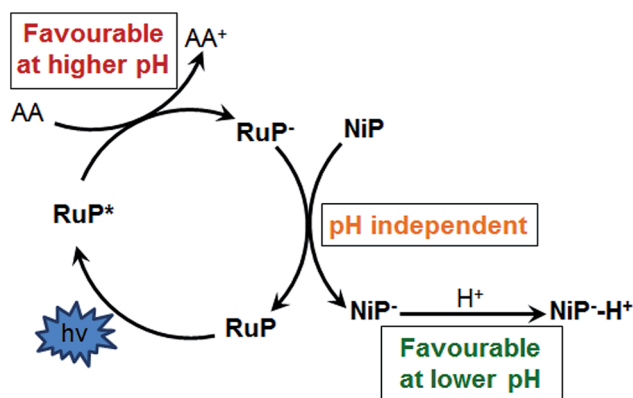 Favourable
at higher pH
AA⁺
AA
RuP⁻
NiP
RuP*
pH independent
hv
RuP
NiP⁻
H⁺
NiP⁻-H⁺
Favourable
at lower pH